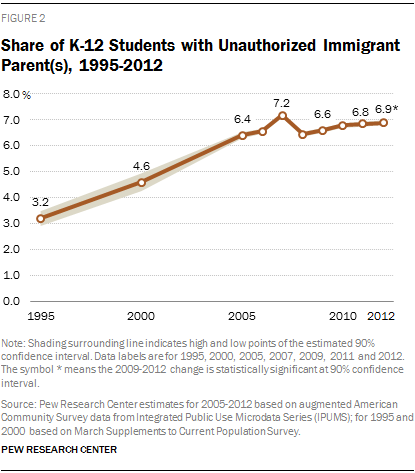 FIGURE 2
Share of K-12 Students with Unauthorized Immigrant
Parent(s), 1995-2012
8.0 %
7.0
6.0
5.0
4.0
3.0
2.0
1.0
0.0
3.2
4.6
6.4
7.2
6.6
6.8
6.9*
1995
2000
2005
2010
2012
Note: Shading surrounding line indicates high and low points of the estimated 90%
confidence interval. Data labels are for 1995, 2000, 2005, 2007, 2009, 2011 and 2012.
The symbol * means the 2009-2012 change is statistically significant at 90% confidence
interval.
Source: Pew Research Center estimates for 2005-2012 based on augmented American
Community Survey data from Integrated Public Use Microdata Series (IPUMS); for 1995 and
2000 based on March Supplements to Current Population Survey.
PEW RESEARCH CENTER